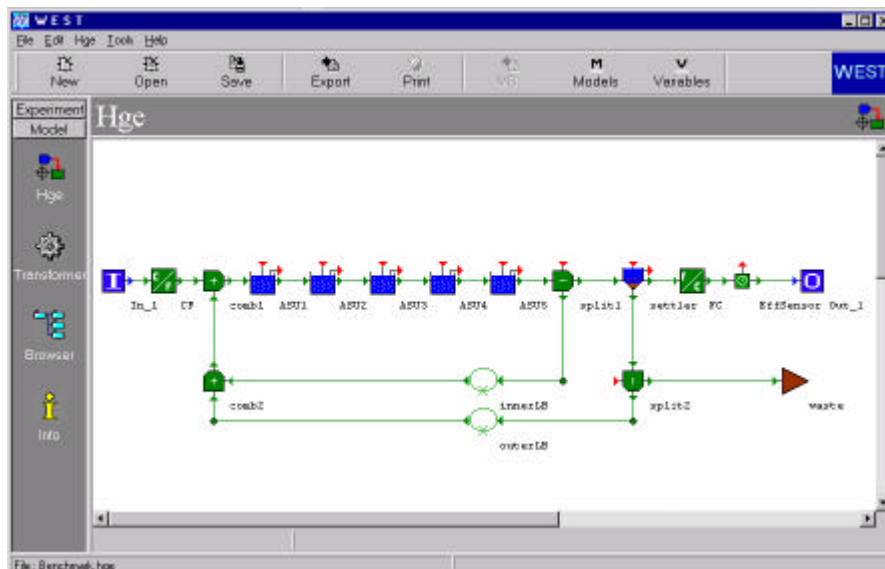 WEST
File Edit Hge Tools Help
New Open Save Export Print VB Models Variables
WEST
Experiment
Model
Hge
Hge
Transformer
Browser
Info
I
O
In_1 CF comb1 ASU1 ASU2 ASU3 ASU4 ASU5 split1 settler FC EffSensor Out_1
comb2 innerLB split2 waste
outerLB
File: Benchmark.hge